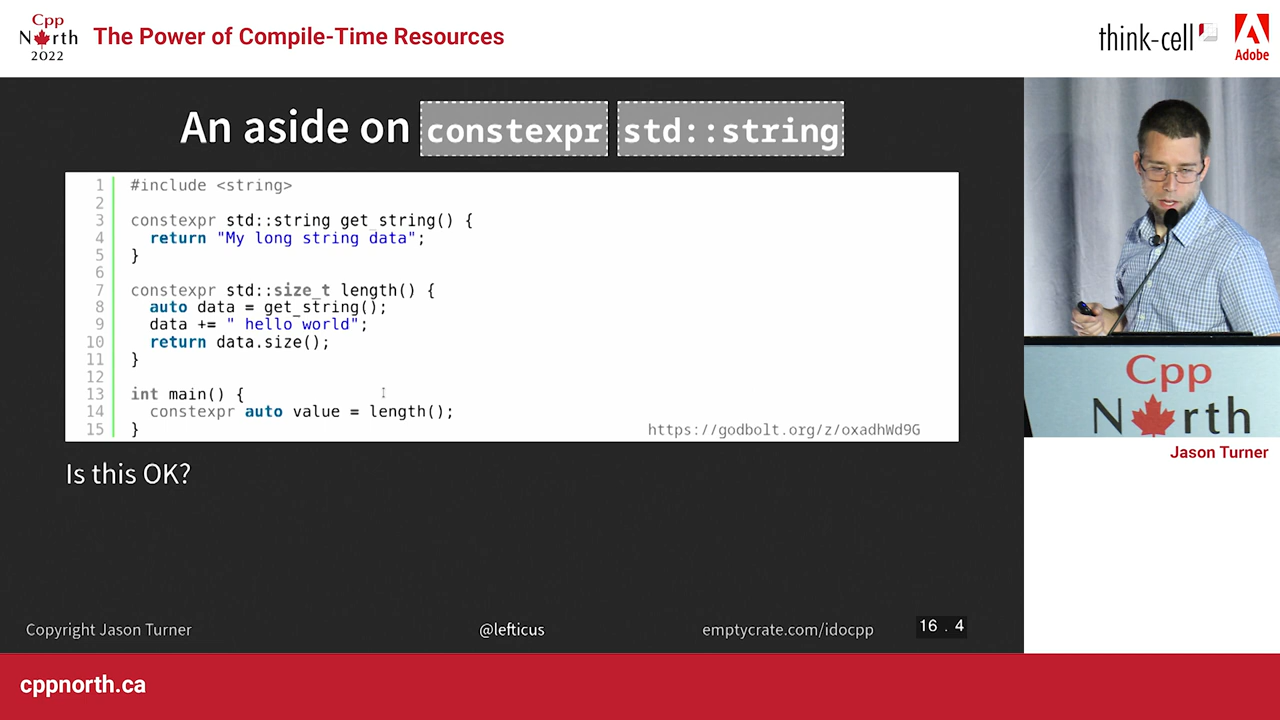 Cpp
North
2022
The Power of Compile-Time Resources
think-cell
Adobe
An aside on constexpr std::string
1 #include <string>
2
3 constexpr std::string get_string() {
4   return "My long string data";
5 }
6
7 constexpr std::size_t length() {
8   auto data = get_string();
9   data += " hello world";
10   return data.size();
11 }
12
13 int main() {
14   constexpr auto value = length();
15 }
https://godbolt.org/z/oxadhWd9G
Is this OK?
Copyright Jason Turner
@lefticus
emptycrate.com/idocpp
16 . 4
Cpp
North
Jason Turner
cppnorth.ca